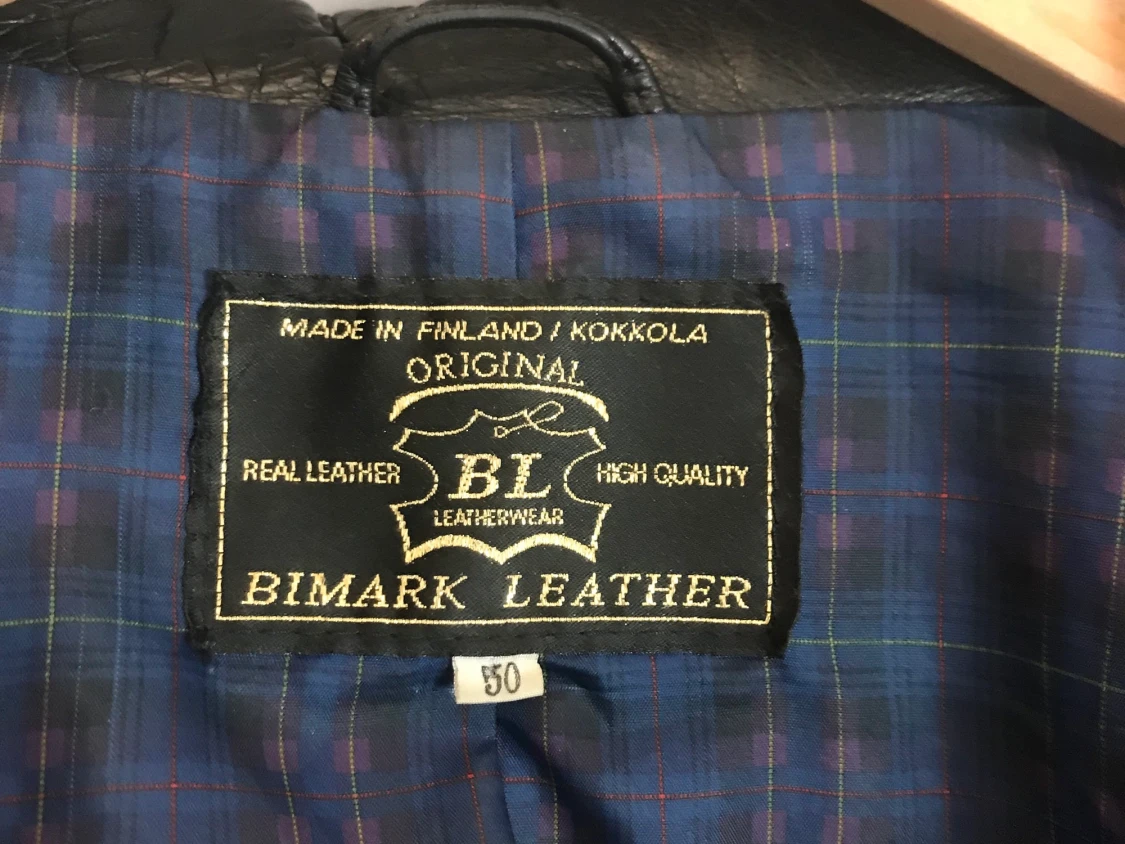 MADE IN FINLAND / KOKKOLA
ORIGINAL
REAL LEATHER
BL
HIGH QUALITY
LEATHERWEAR
BIMARK LEATHER
50